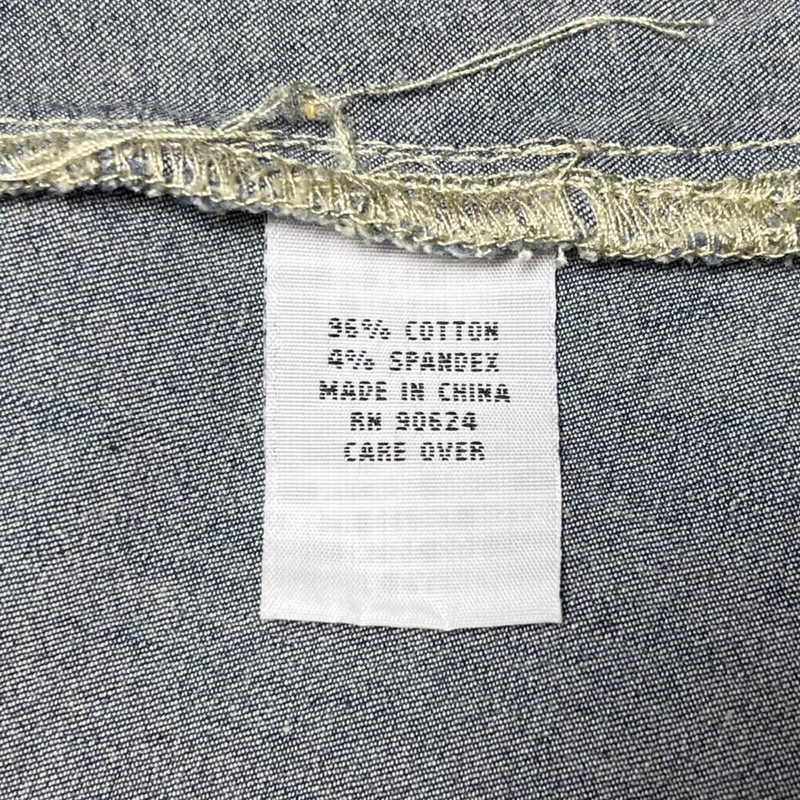 96% COTTON
4% SPANDEX
MADE IN CHINA
RN 90624
CARE OVER